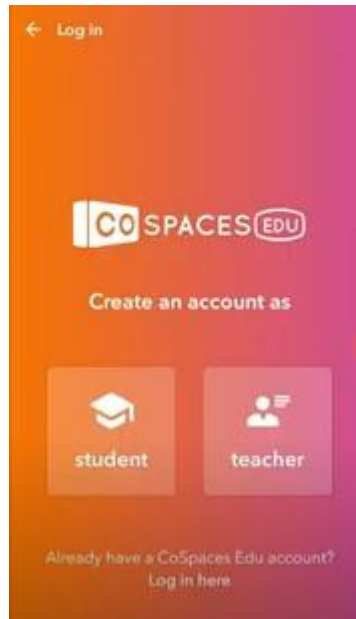 Log in
CO SPACES EDU
Create an account as
student
teacher
Already have a CoSpaces Edu account?
Log in here